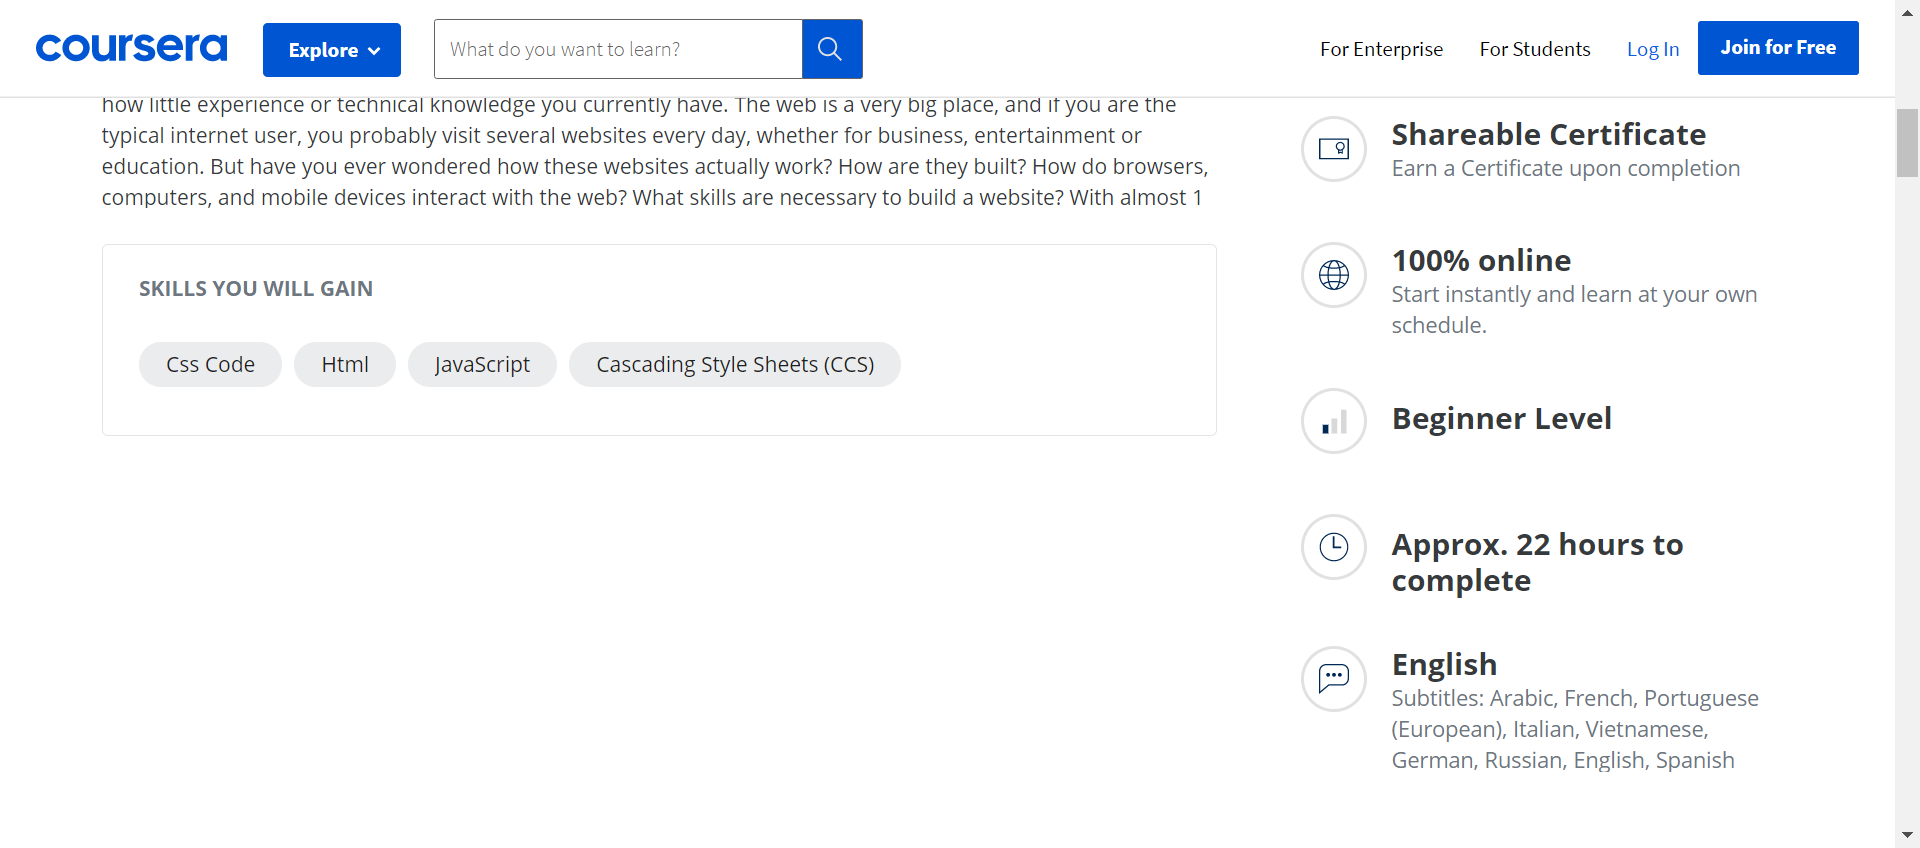 coursera
Explore
What do you want to learn?
For Enterprise
For Students
Log In
Join for Free
how little experience or technical knowledge you currently have. The web is a very big place, and if you are the
typical internet user, you probably visit several websites every day, whether for business, entertainment or
education. But have you ever wondered how these websites actually work? How are they built? How do browsers,
computers, and mobile devices interact with the web? What skills are necessary to build a website? With almost 1
SKILLS YOU WILL GAIN
Css Code
Html
JavaScript
Cascading Style Sheets (CCS)
Shareable Certificate
Earn a Certificate upon completion
100% online
Start instantly and learn at your own
schedule.
Beginner Level
Approx. 22 hours to
complete
English
Subtitles: Arabic, French, Portuguese
(European), Italian, Vietnamese,
German, Russian, English, Spanish